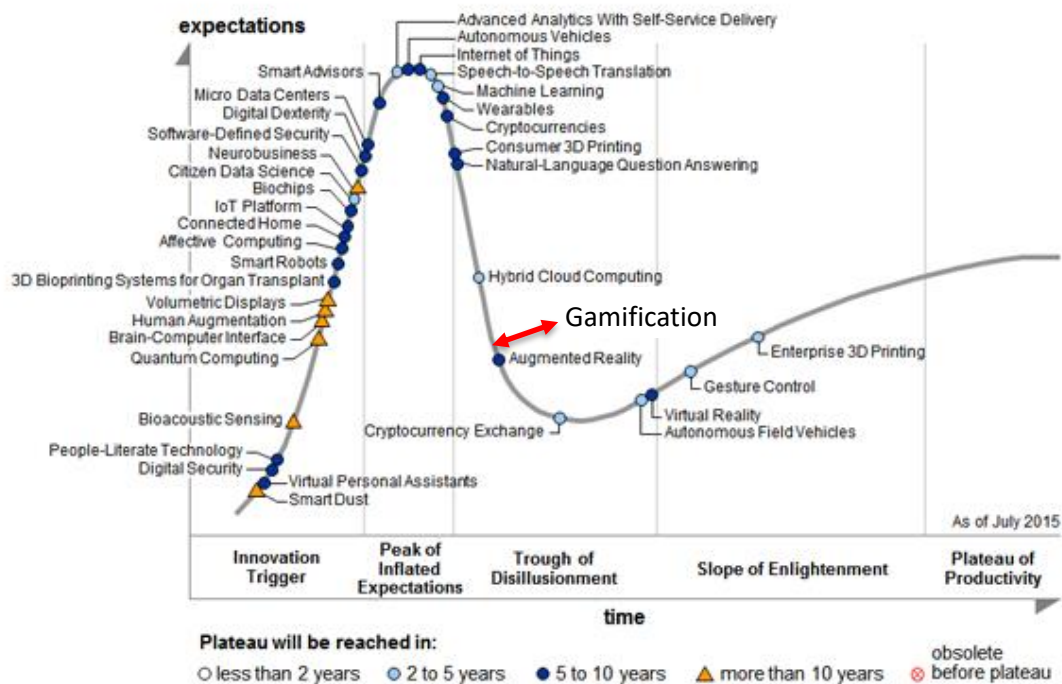 expectations
Advanced Analytics With Self-Service Delivery
Autonomous Vehicles
Internet of Things
Speech-to-Speech Translation
Machine Learning
Wearables
Cryptocurrencies
Consumer 3D Printing
Natural-Language Question Answering
Smart Advisors
Micro Data Centers
Digital Dexterity
Software-Defined Security
Neurobusiness
Citizen Data Science
Biochips
IoT Platform
Connected Home
Affective Computing
Smart Robots
3D Bioprinting Systems for Organ Transplant
Volumetric Displays
Human Augmentation
Brain-Computer Interface
Quantum Computing
Bioacoustic Sensing
People-Literate Technology
Digital Security
Virtual Personal Assistants
Smart Dust
Hybrid Cloud Computing
Gamification
Augmented Reality
Cryptocurrency Exchange
Enterprise 3D Printing
Gesture Control
Virtual Reality
Autonomous Field Vehicles
As of July 2015
Innovation
Trigger
Peak of
Inflated
Expectations
Trough of
Disillusionment
Slope of Enlightenment
Plateau of
Productivity
time
Plateau will be reached in:
less than 2 years
2 to 5 years
5 to 10 years
more than 10 years
obsolete
before plateau